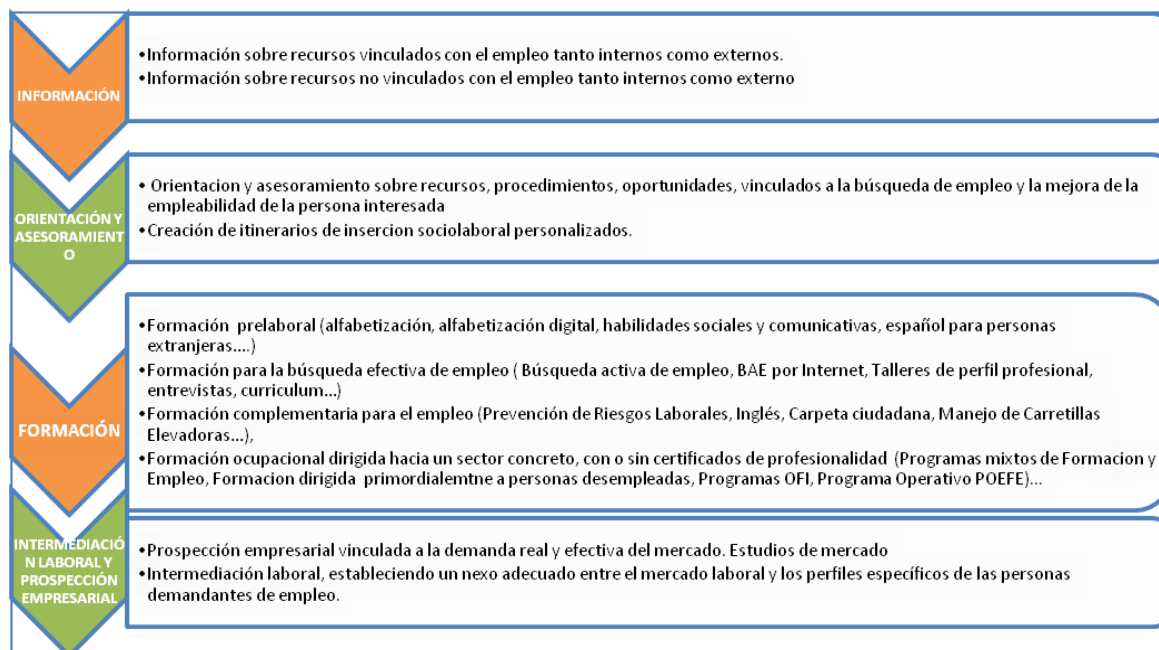 INFORMACIÓN
•Información sobre recursos vinculados con el empleo tanto internos como externos.
•Información sobre recursos no vinculados con el empleo tanto internos como externo
ORIENTACIÓN Y
ASESORAMIENT
O
• Orientacion y asesoramiento sobre recursos, procedimientos, oportunidades, vinculados a la búsqueda de empleo y la mejora de la
empleabilidad de la persona interesada
•Creación de itinerarios de insercion sociolaboral personalizados.
FORMACIÓN
•Formación prelaboral (alfabetización, alfabetización digital, habilidades sociales y comunicativas, español para personas
extranjeras....)
•Formación para la búsqueda efectiva de empleo ( Búsqueda activa de empleo, BAE por Internet, Talleres de perfil profesional,
entrevistas, curriculum...)
•Formación complementaria para el empleo (Prevención de Riesgos Laborales, Inglés, Carpeta ciudadana, Manejo de Carretillas
Elevadoras...),
•Formación ocupacional dirigida hacia un sector concreto, con o sin certificados de profesionalidad (Programas mixtos de Formacion y
Empleo, Formacion dirigida primordialemtne a personas desempleadas, Programas OFI, Programa Operativo POEFE)...
INTERMEDIACIÓ
N LABORAL Y
PROSPECCIÓN
EMPRESARIAL
•Prospección empresarial vinculada a la demanda real y efectiva del mercado. Estudios de mercado
•Intermediación laboral, estableciendo un nexo adecuado entre el mercado laboral y los perfiles específicos de las personas
demandantes de empleo.